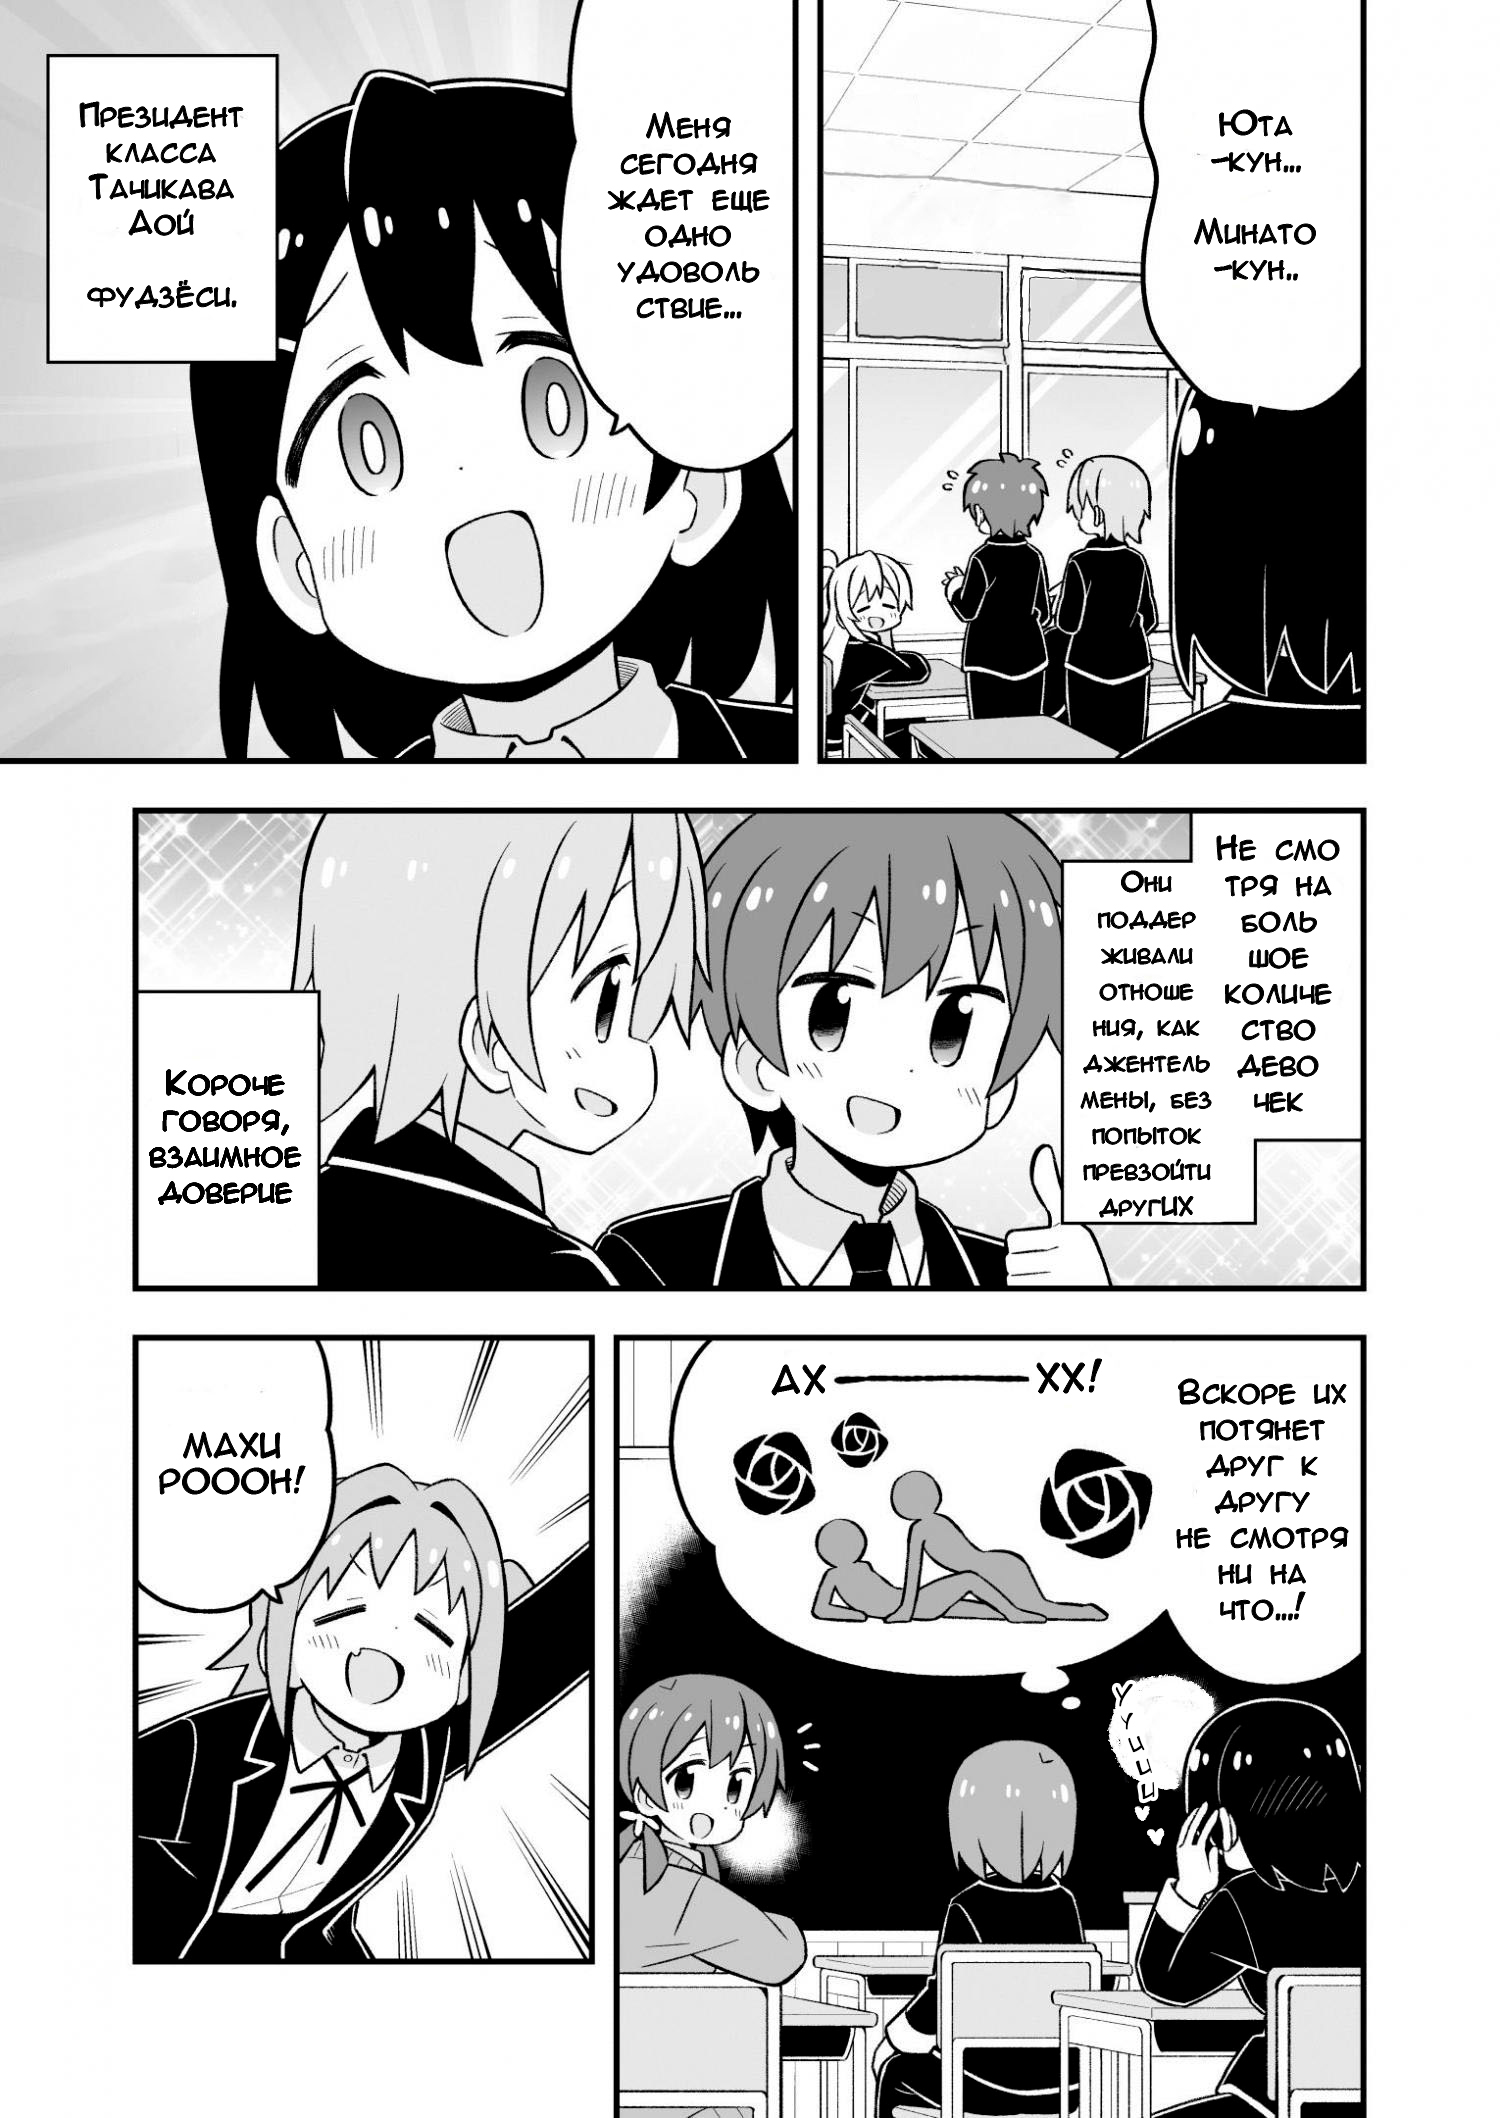 Юта
-кун...
Минато
-кун..
Меня
сегодня
ждет еще
одно
удоволь
ствие...
Президент
класса
Тачикава
Аой
фудзёси.
Не смо
тря на
боль
шое
количе
ство
дево
чек
Они
поддер
живали
отноше
ния, как
джентель
мены, без
попыток
превзойти
других
Короче
говоря,
взаимное
доверие
Вскоре их
потянет
друг к
другу
не смотря
ни на
что...!
АХ————ХХ!
Ууиии
МАХИ
РОООН!